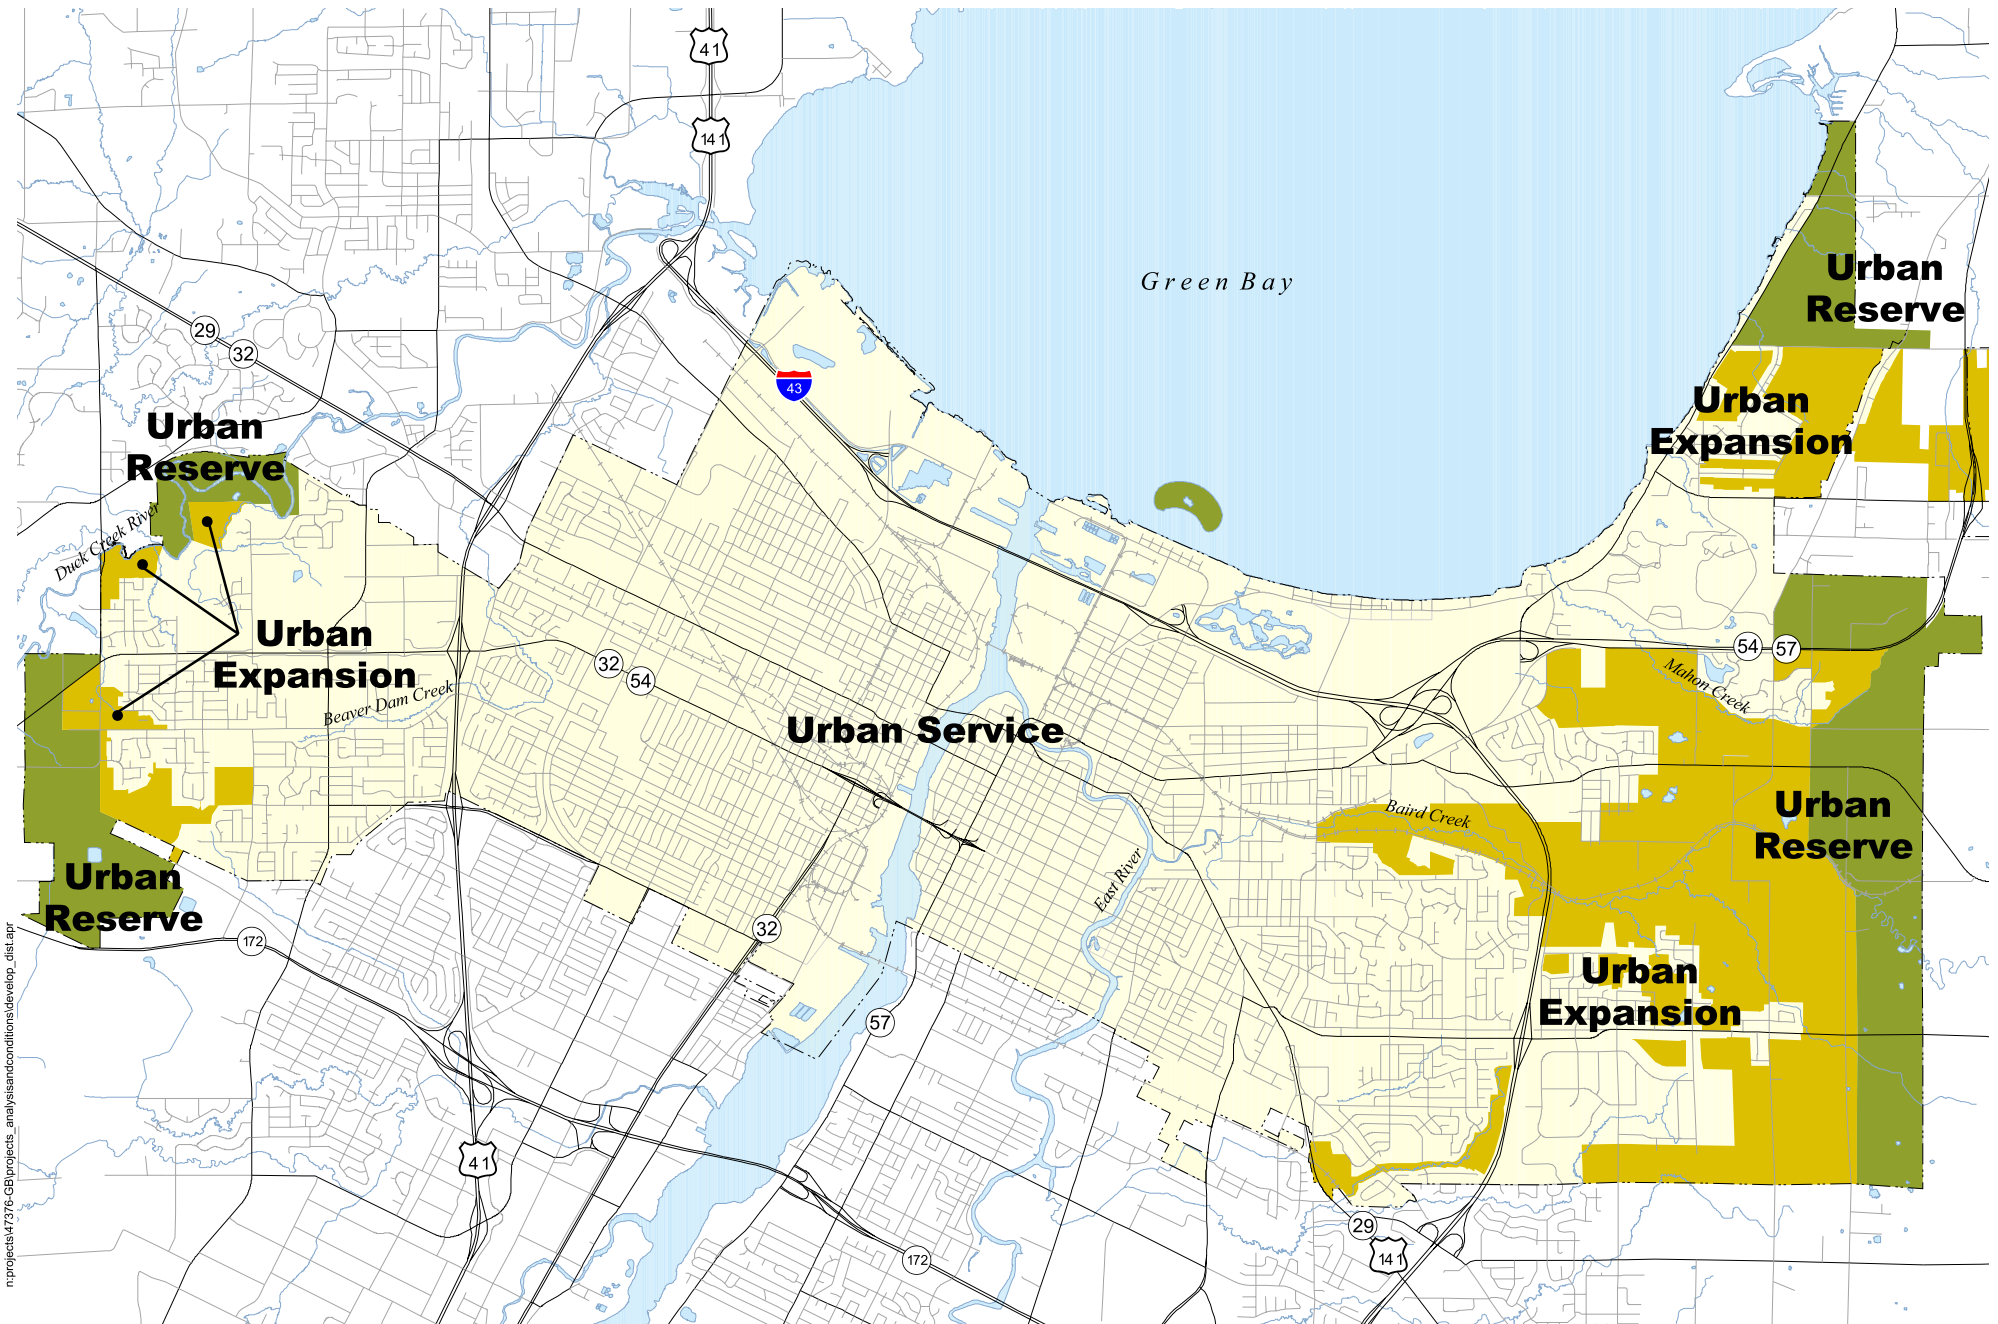 41
141
Green Bay
Urban
Reserve
29
32
43
Urban
Expansion
Urban
Reserve
Duck Creek River
Urban
Expansion
32
54
54
57
Mahon Creek
Beaver Dam Creek
Urban Service
Baird Creek
Urban
Reserve
East River
Urban
Reserve
32
172
Urban
Expansion
57
41
29
141
172
n:projects\47376-GB\projects_analysisandconditions\develop_dist.apr